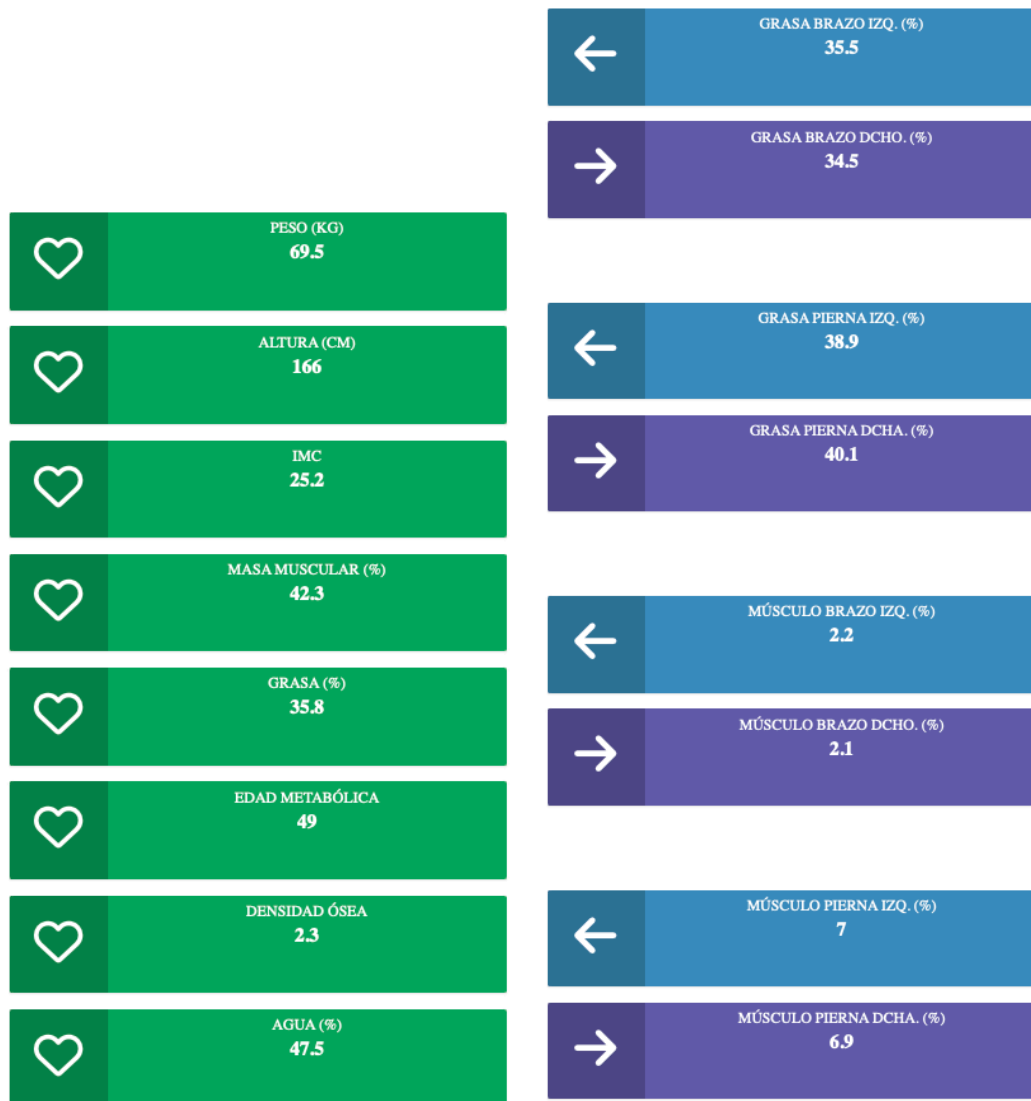 PESO (KG)
69.5
ALTURA (CM)
166
IMC
25.2
MASA MUSCULAR (%)
42.3
GRASA (%)
35.8
EDAD METABÓLICA
49
DENSIDAD ÓSEA
2.3
AGUA (%)
47.5
GRASA BRAZO IZQ. (%)
35.5
GRASA BRAZO DCHO. (%)
34.5
GRASA PIERNA IZQ. (%)
38.9
GRASA PIERNA DCHA. (%)
40.1
MÚSCULO BRAZO IZQ. (%)
2.2
MÚSCULO BRAZO DCHO. (%)
2.1
MÚSCULO PIERNA IZQ. (%)
7
MÚSCULO PIERNA DCHA. (%)
6.9